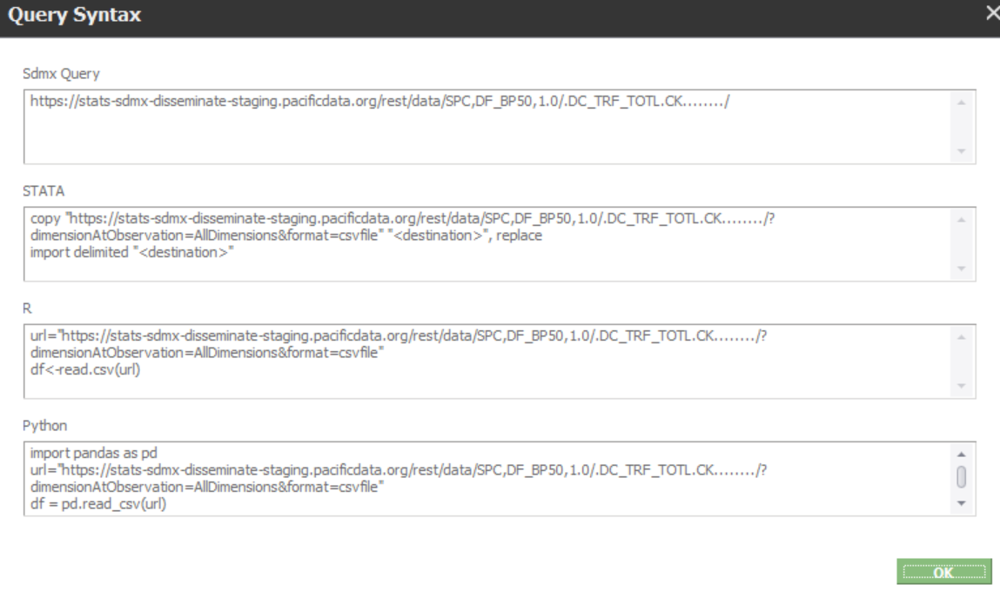 Query Syntax
Sdmx Query
https://stats-sdmx-disseminate-staging.pacificdata.org/rest/data/SPC,DF_BP50,1.0/.DC_TRF_TOTL.CK......../
STATA
copy "https://stats-sdmx-disseminate-staging.pacificdata.org/rest/data/SPC,DF_BP50,1.0/.DC_TRF_TOTL.CK......../?
dimensionAtObservation=AllDimensions&format=csvfile" "<destination>", replace
import delimited "<destination>"
R
url="https://stats-sdmx-disseminate-staging.pacificdata.org/rest/data/SPC,DF_BP50,1.0/.DC_TRF_TOTL.CK......../?
dimensionAtObservation=AllDimensions&format=csvfile"
df<-read.csv(url)
Python
import pandas as pd
url="https://stats-sdmx-disseminate-staging.pacificdata.org/rest/data/SPC,DF_BP50,1.0/.DC_TRF_TOTL.CK......../?
dimensionAtObservation=AllDimensions&format=csvfile"
df = pd.read_csv(url)
OK